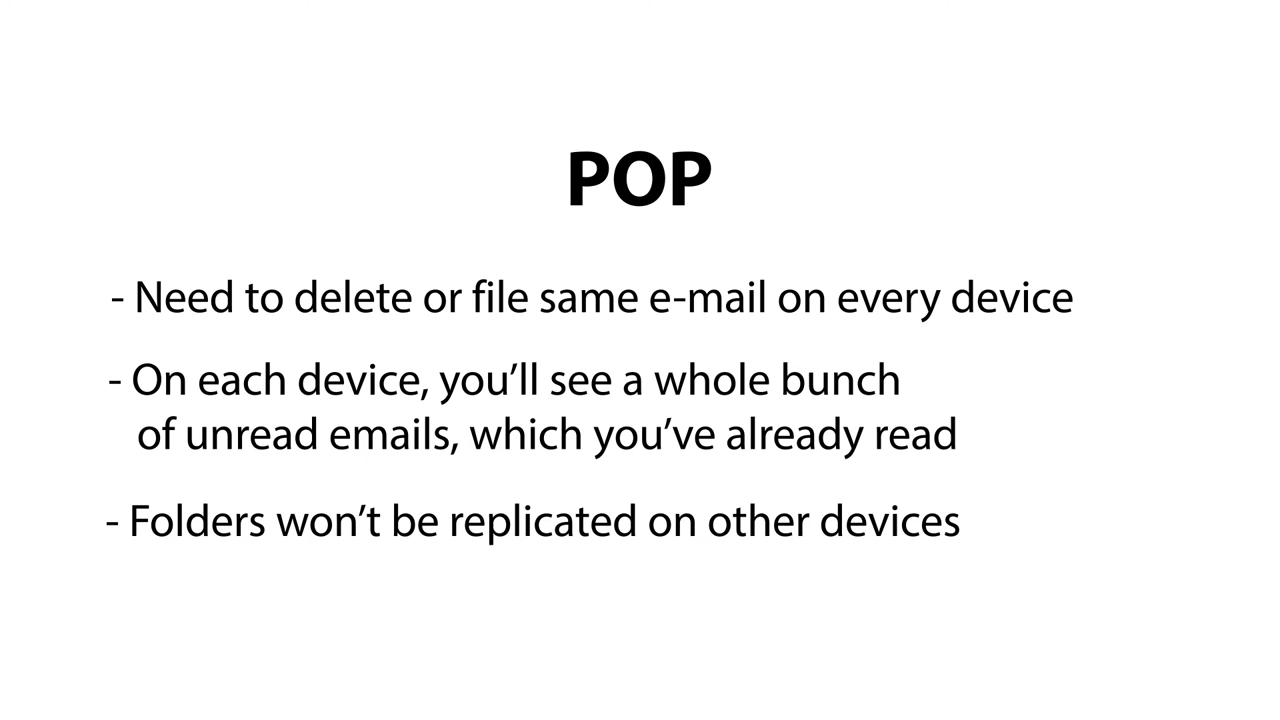 POP
- Need to delete or file same e-mail on every device
- On each device, you’ll see a whole bunch
of unread emails, which you’ve already read
- Folders won’t be replicated on other devices